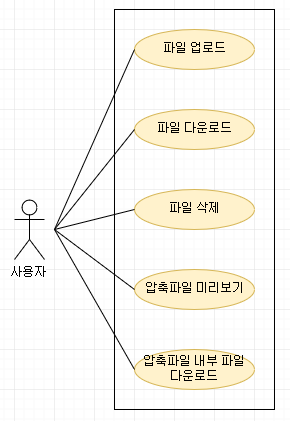 파일 업로드
파일 다운로드
파일 삭제
사용자
압축파일 미리보기
압축파일 내부 파일
다운로드